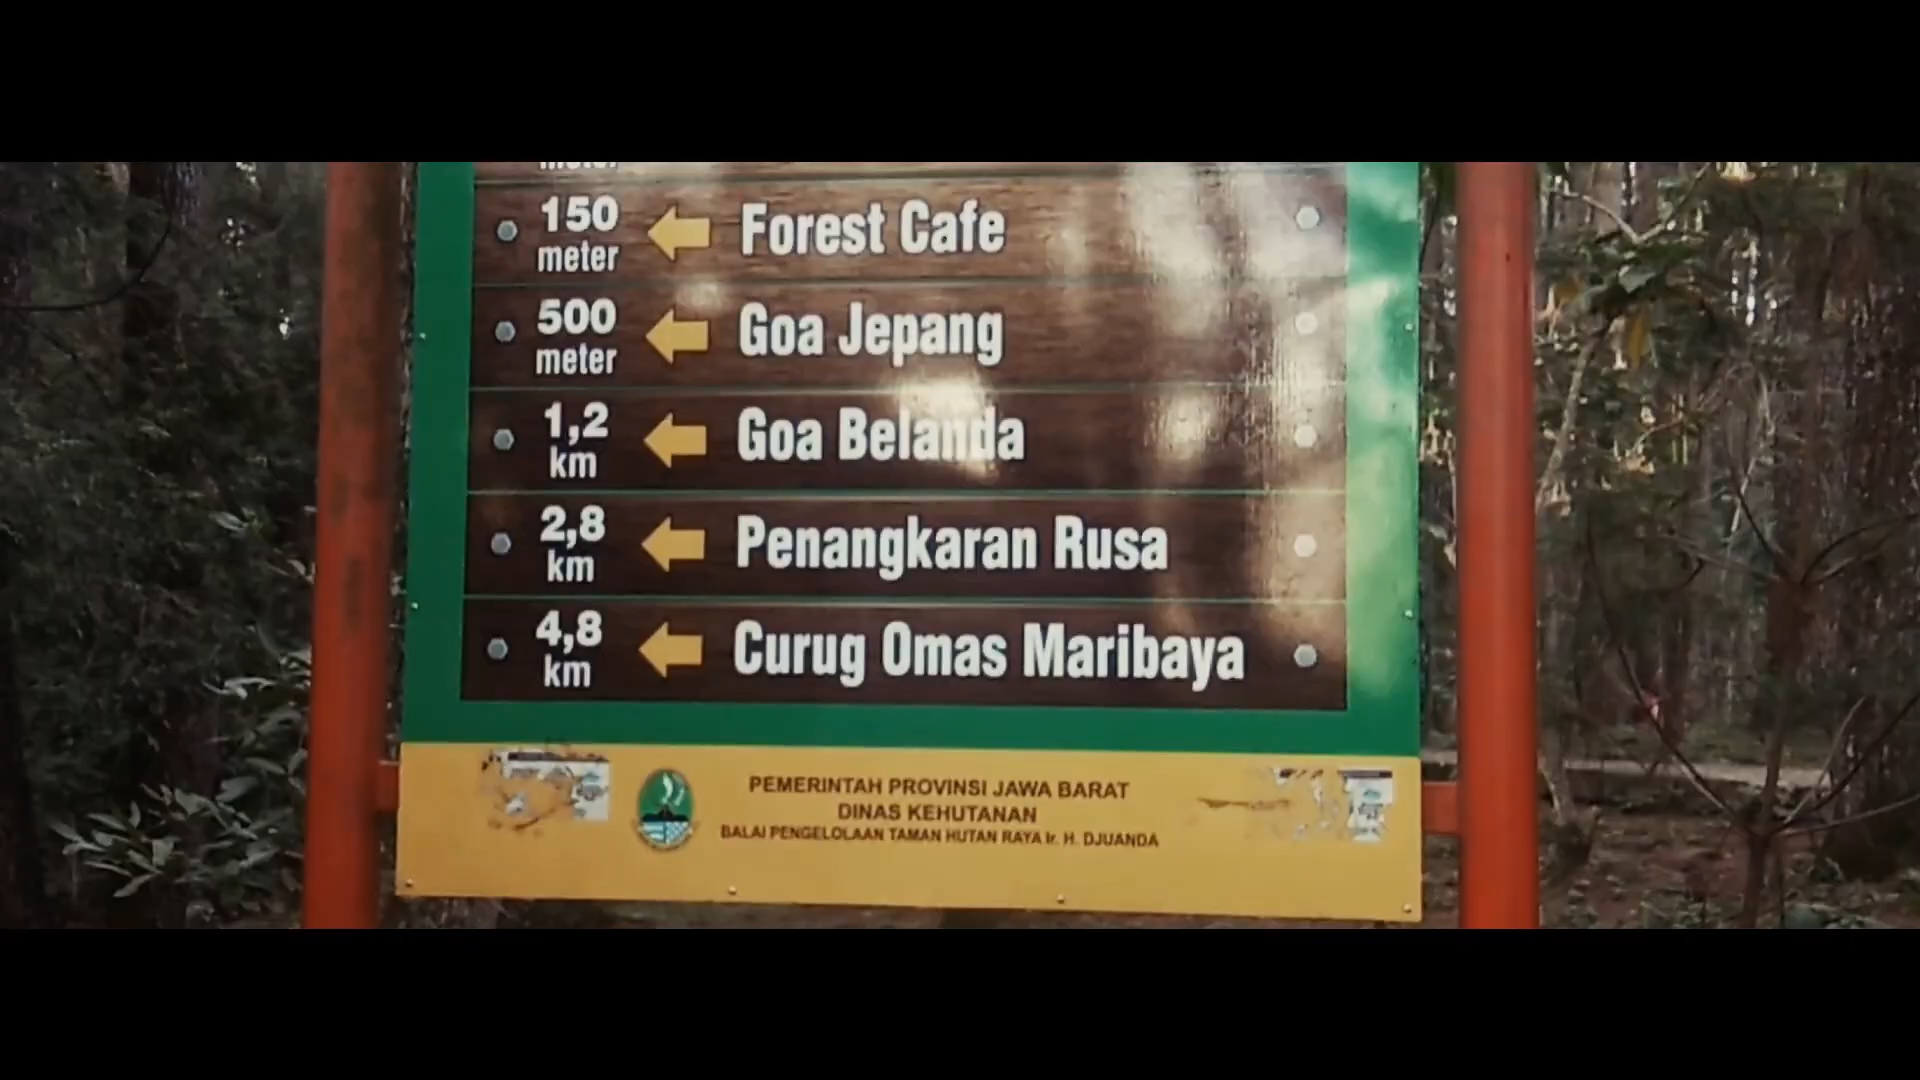 150
meter
Forest Cafe
500
meter
Goa Jepang
1,2
km
Goa Belanda
2,8
km
Penangkaran Rusa
4,8
km
Curug Omas Maribaya
PEMERINTAH PROVINSI JAWA BARAT
DINAS KEHUTANAN
BALAI PENGELOLAAN TAMAN HUTAN RAYA Ir. H. DJUANDA